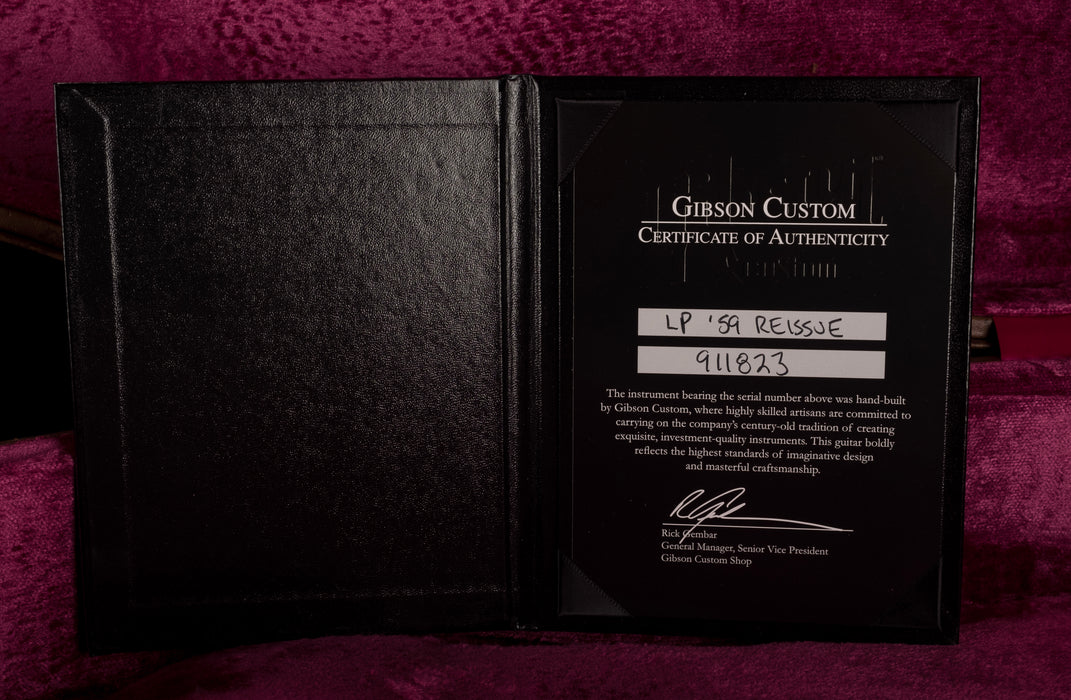 GIBSON CUSTOM
CERTIFICATE OF AUTHENTICITY
LP '59 REISSUE
911823
The instrument bearing the serial number above was hand-built
by Gibson Custom, where highly skilled artisans are committed to
carrying on the company's century-old tradition of creating
exquisite, investment-quality instruments. This guitar boldly
reflects the highest standards of imaginative design
and masterful craftsmanship.
Rick Gembar
General Manager, Senior Vice President
Gibson Custom Shop